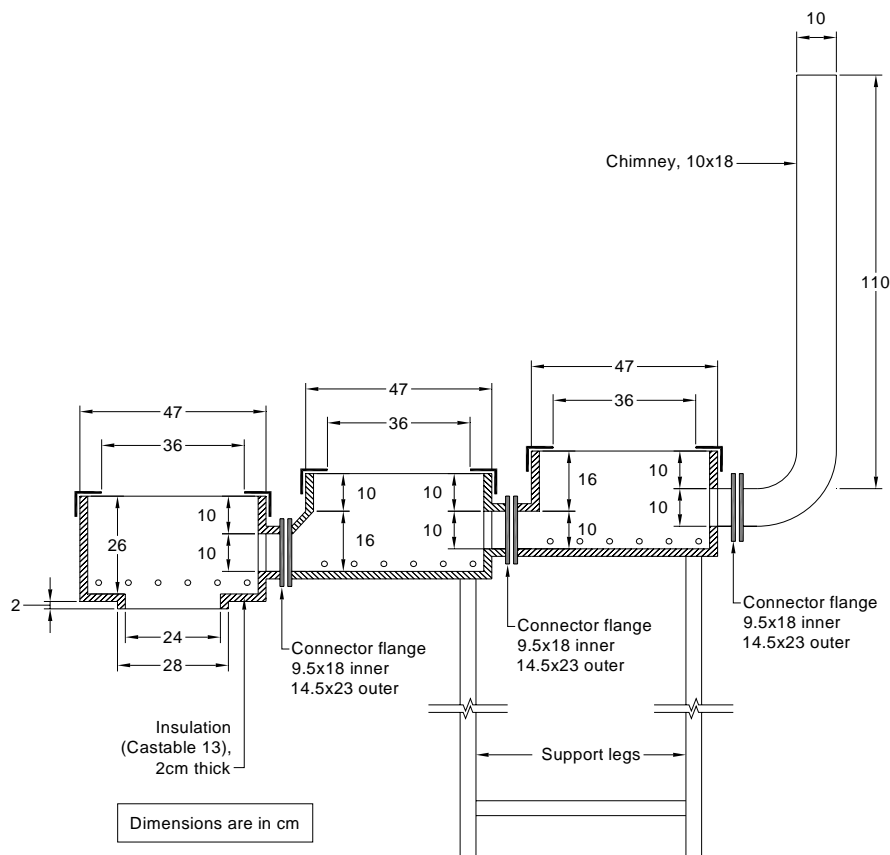 10
Chimney, 10x18
110
47
36
16
10
10
10
47
36
10
10
10
16
47
36
10
26
10
2
24
28
Connector flange
9.5x18 inner
14.5x23 outer
Connector flange
9.5x18 inner
14.5x23 outer
Connector flange
9.5x18 inner
14.5x23 outer
Insulation
(Castable 13),
2cm thick
Support legs
Dimensions are in cm